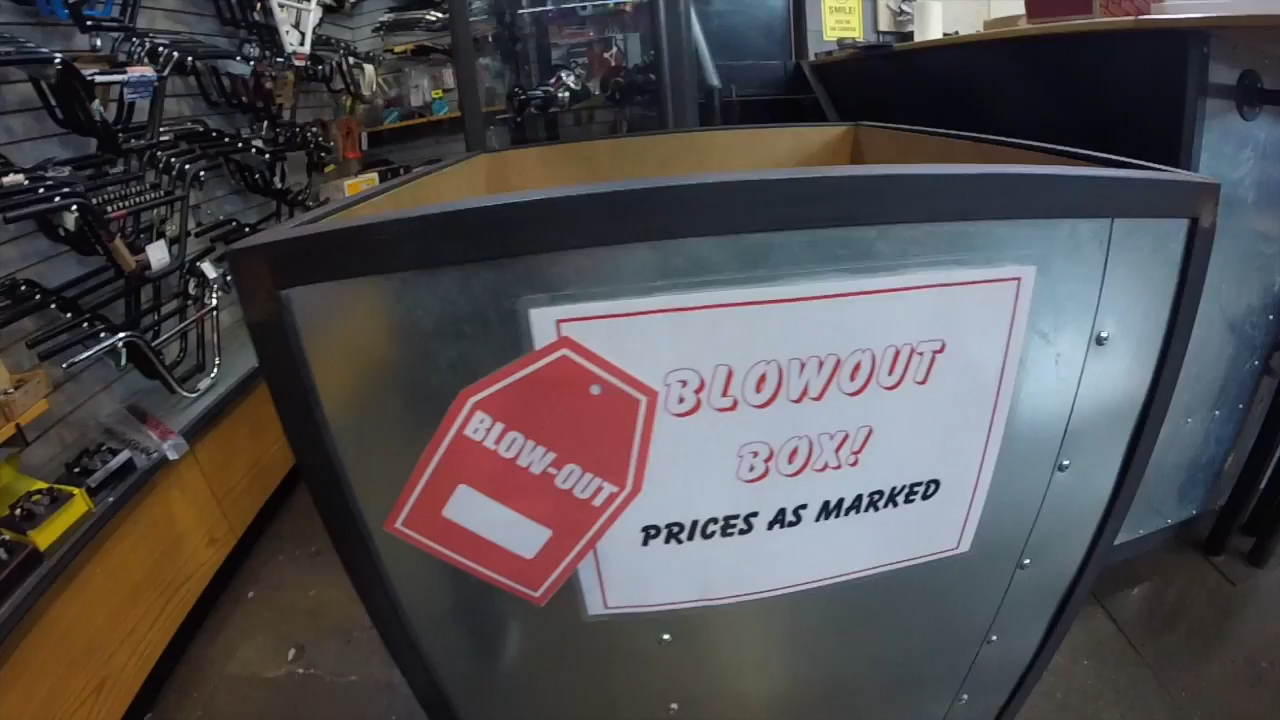 SMILE!
BLOWOUT
BOX!
PRICES AS MARKED
BLOW-OUT